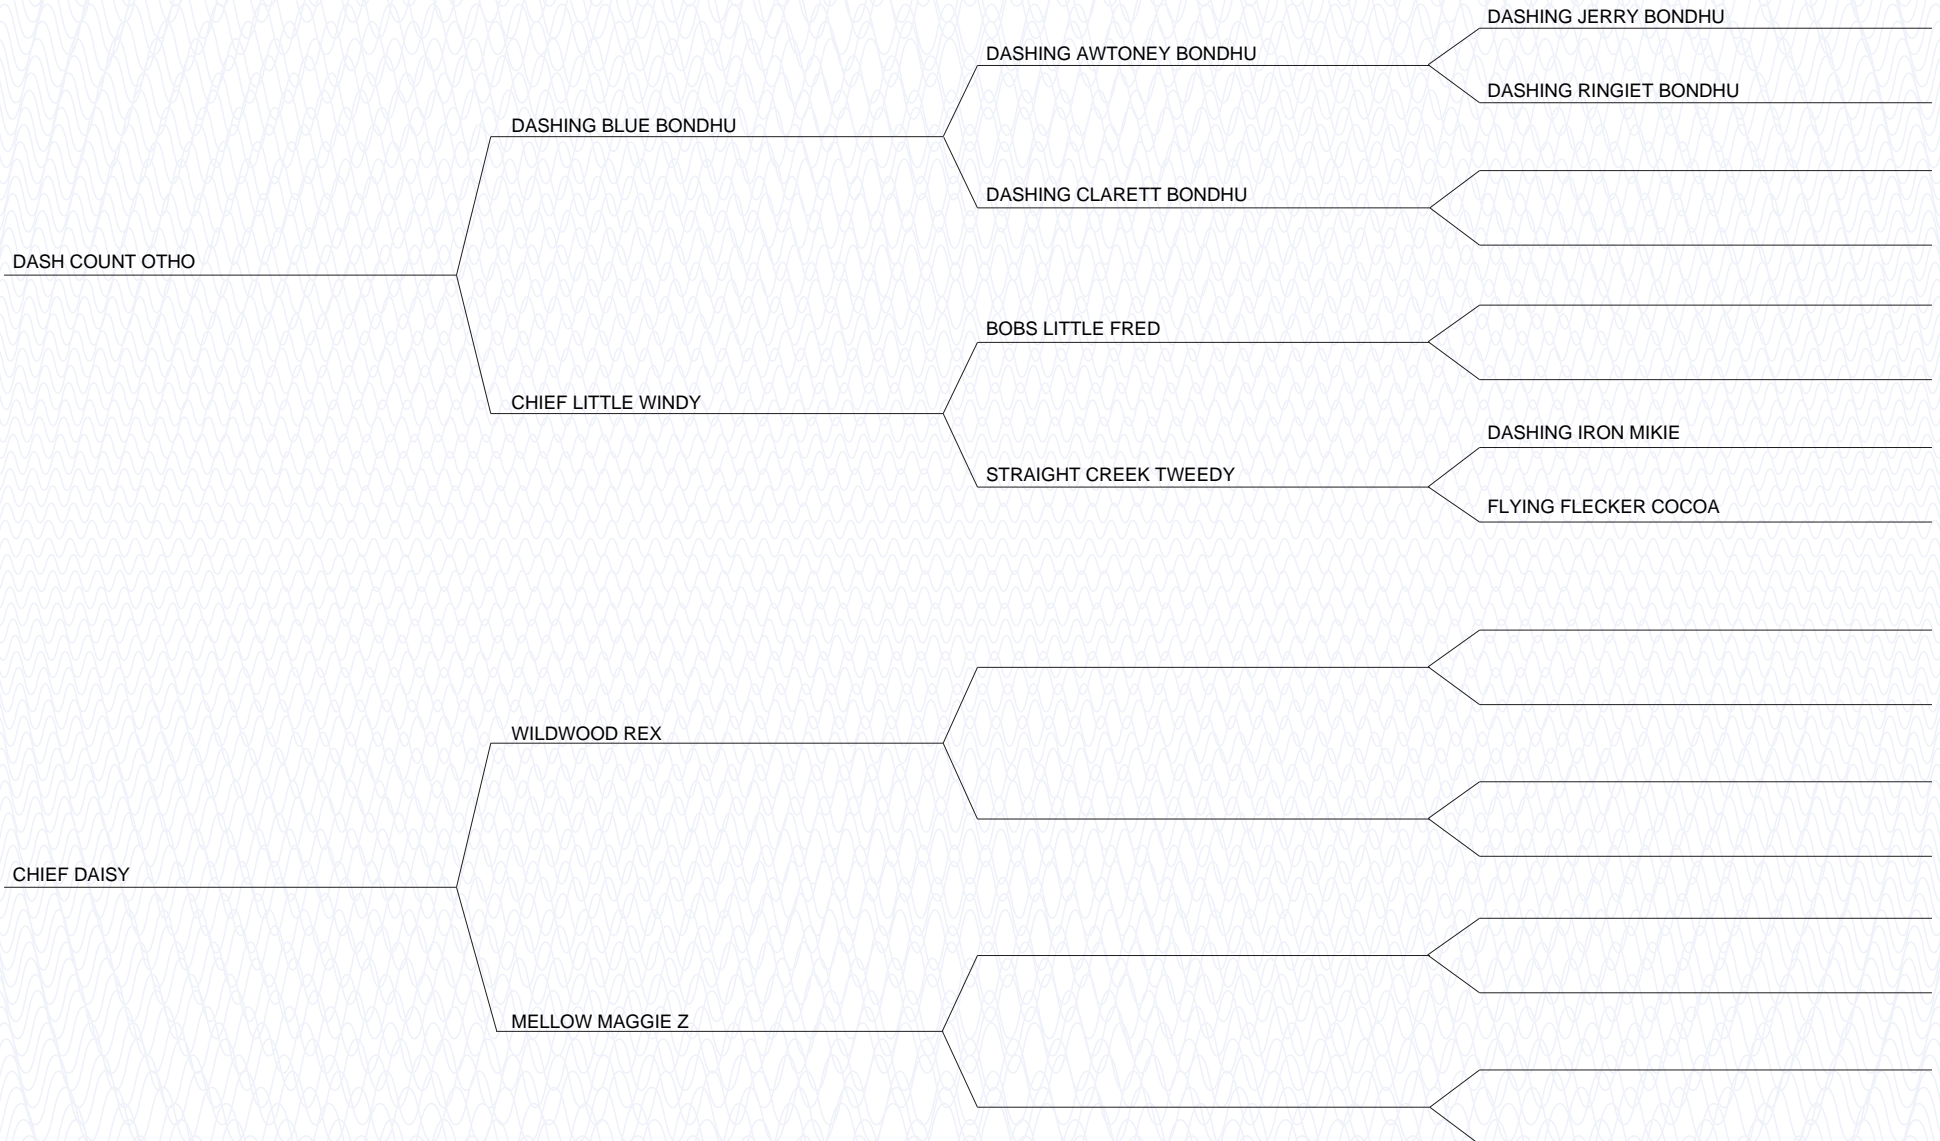 DASHING JERRY BONDHU
DASHING AWTONEY BONDHU
DASHING RINGIET BONDHU
DASHING BLUE BONDHU
DASHING CLARETT BONDHU
DASH COUNT OTHO
BOBS LITTLE FRED
CHIEF LITTLE WINDY
DASHING IRON MIKIE
STRAIGHT CREEK TWEEDY
FLYING FLECKER COCOA
WILDWOOD REX
CHIEF DAISY
MELLOW MAGGIE Z